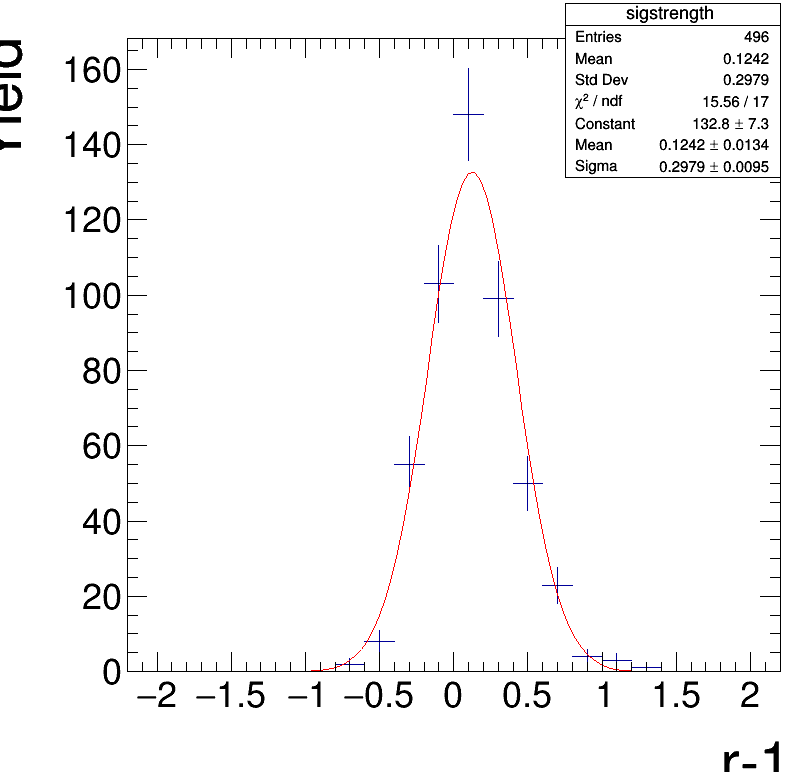 sigstrength
Entries 496
Mean 0.1242
Std Dev 0.2979
χ² / ndf 15.56 / 17
Constant 132.8 ± 7.3
Mean 0.1242 ± 0.0134
Sigma 0.2979 ± 0.0095
Yield
160
140
120
100
80
60
40
20
0
−2 −1.5 −1 −0.5 0 0.5 1 1.5 2
r-1